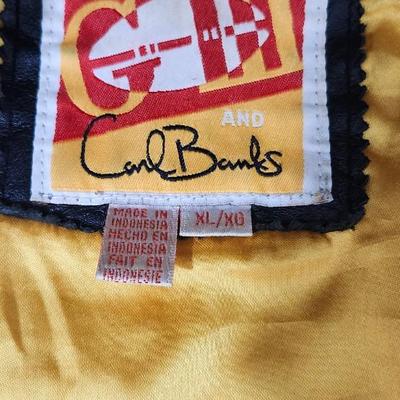 G-III
AND
Carl Banks
MADE IN
INDONESIA
HECHO EN
INDONESIA
FAIT EN
INDONESIE
XL/XG